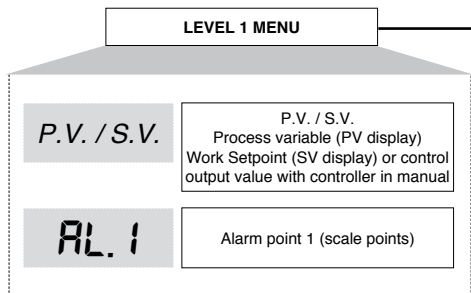 LEVEL 1 MENU
P.V. / S.V.
P.V. / S.V.
Process variable (PV display)
Work Setpoint (SV display) or control
output value with controller in manual
AL. 1
Alarm point 1 (scale points)